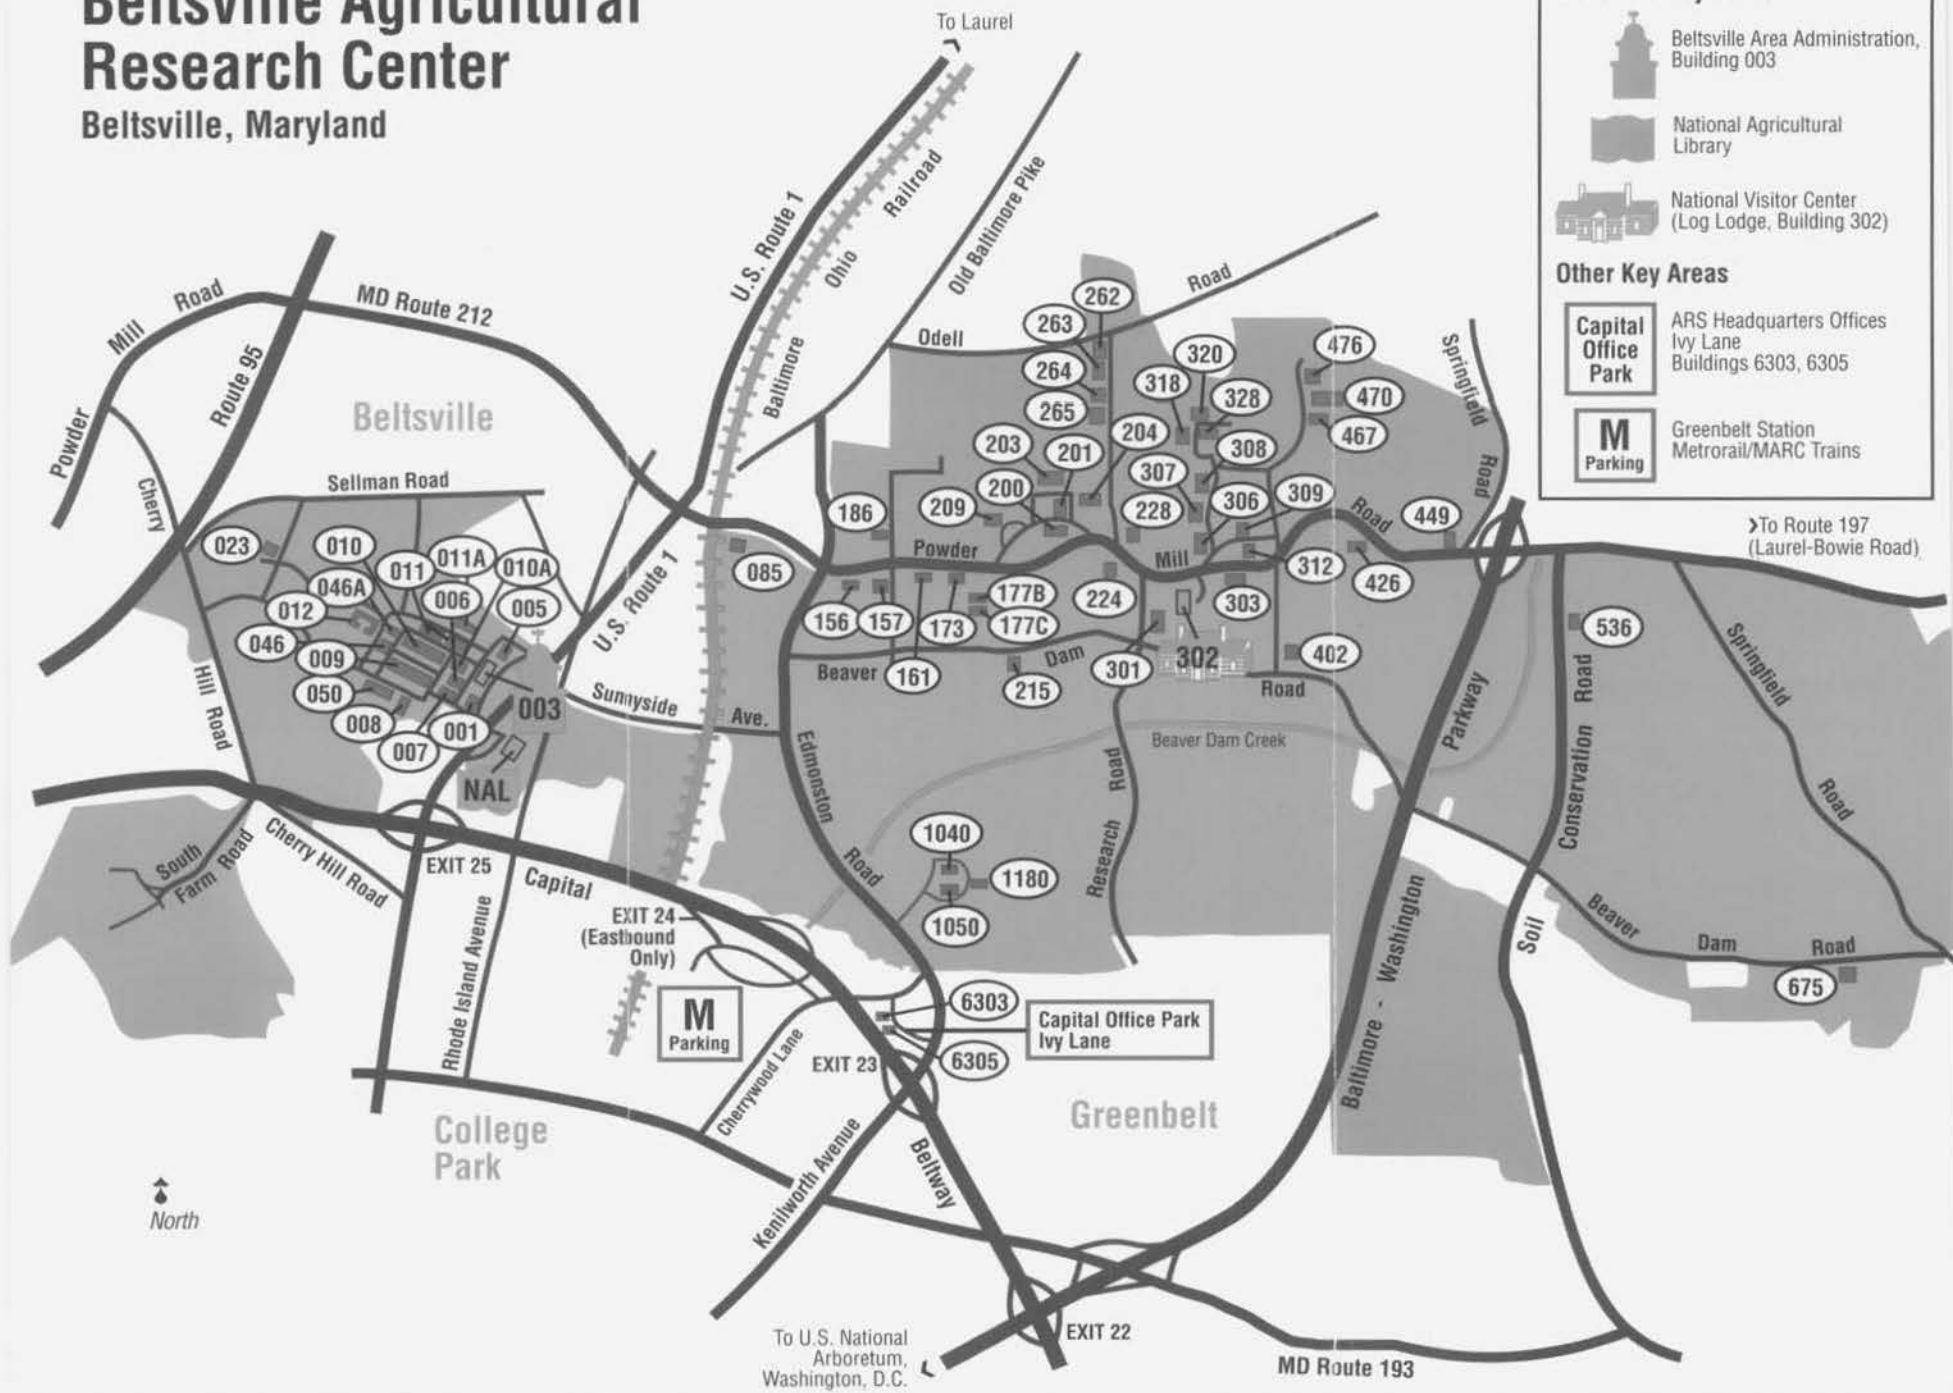 Beltsville Agricultural
Research Center
Beltsville, Maryland
To Laurel
Beltsville Area Administration,
Building 003
National Agricultural
Library
National Visitor Center
(Log Lodge, Building 302)
Other Key Areas
Capital
Office
Park
ARS Headquarters Offices
Ivy Lane
Buildings 6303, 6305
M
Parking
Greenbelt Station
Metrorail/MARC Trains
›To Route 197
(Laurel-Bowie Road)
Powder
Mill
Road
Route 95
MD Route 212
U.S. Route 1
Baltimore
Ohio
Railroad
Old Baltimore Pike
Odell
Road
Beltsville
Sellman Road
Cherry
Hill Road
023
010
011
011A
010A
046A
006
005
012
046
009
050
008
007
001
003
NAL
U.S. Route 1
Sunnyside
Ave.
085
262
263
264
265
203
201
204
200
209
186
320
318
328
308
307
306
309
228
476
470
467
449
Springfield
Road
Powder
Mill
Road
156
157
173
177B
177C
161
224
215
301
302
303
312
426
402
536
Beaver
Dam
Road
Beaver Dam Creek
Edmonston
Road
Research
Road
Parkway
Baltimore - Washington
Soil
Conservation
Road
Springfield
Road
Beaver
Dam
Road
675
1040
1180
1050
South
Farm Road
Cherry Hill Road
EXIT 25
Capital
Rhode Island Avenue
EXIT 24
(Eastbound
Only)
M
Parking
6303
6305
Capital Office Park
Ivy Lane
EXIT 23
Cherrywood Lane
Kenilworth Avenue
Beltway
College
Park
Greenbelt
North
To U.S. National
Arboretum,
Washington, D.C.
EXIT 22
MD Route 193